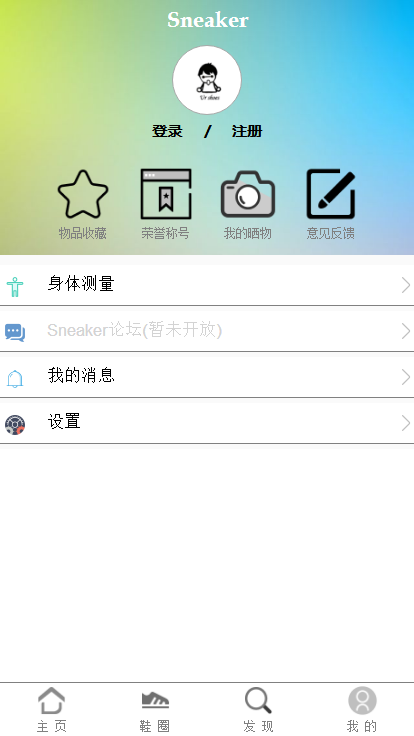 Sneaker
Ur shoes
登录 / 注册
物品收藏 荣誉称号 我的晒物 意见反馈
身体测量
Sneaker论坛(暂未开放)
我的消息
设置
主页 鞋圈 发现 我的